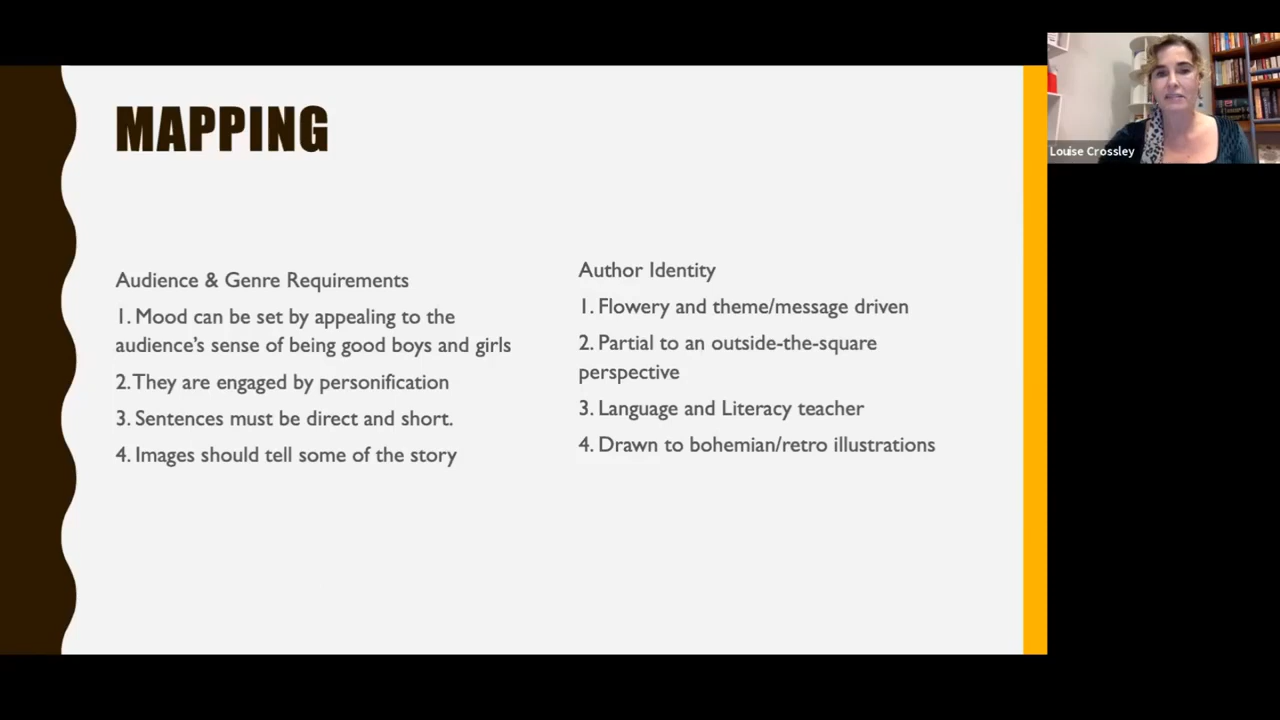 MAPPING
Audience & Genre Requirements
1. Mood can be set by appealing to the
audience's sense of being good boys and girls
2. They are engaged by personification
3. Sentences must be direct and short.
4. Images should tell some of the story
Author Identity
1. Flowery and theme/message driven
2. Partial to an outside-the-square
perspective
3. Language and Literacy teacher
4. Drawn to bohemian/retro illustrations
Louise Crossley